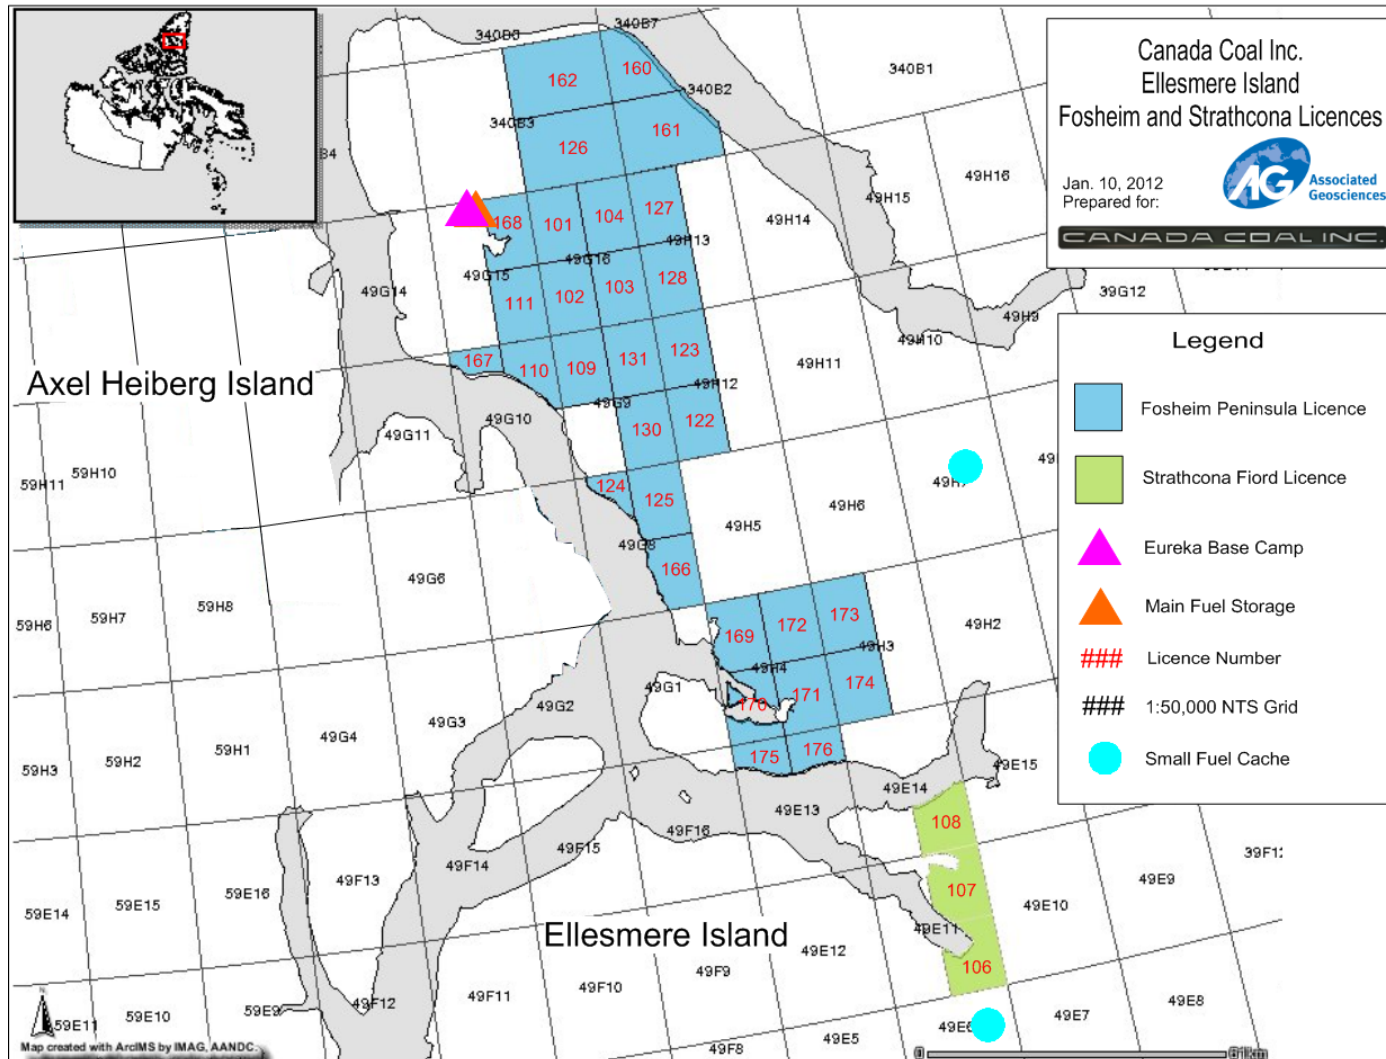 Canada Coal Inc.
Ellesmere Island
Fosheim and Strathcona Licences
Jan. 10, 2012
Prepared for:
AG
Associated
Geosciences
CANADA COAL INC.
Legend
Fosheim Peninsula Licence
Strathcona Fiord Licence
Eureka Base Camp
Main Fuel Storage
### Licence Number
### 1:50,000 NTS Grid
Small Fuel Cache
340B7
340B1
162
160
340B2
340B3
161
126
49H16
49H15
49H14
168
101
104
127
49H13
49G16
49G15
49G14
111
102
103
128
39G12
49H9
49H10
49H11
167
110
109
131
123
49H12
Axel Heiberg Island
49G10
49G9
49G11
130
122
59H10
59H11
124
125
49H5
49H6
49G8
166
49G6
59H8
59H7
59H6
169
172
173
49H2
49H3
49H4
49G1
170
171
174
49G2
49G3
49G4
59H1
59H2
59H3
175
176
49E15
49E14
49E13
49F16
49F15
49F14
49F13
108
39F12
49E9
49E10
107
59E16
59E15
59E14
49E11
Ellesmere Island
49E12
106
49F9
49F10
49F11
49F12
59E9
59E10
59E11
49E8
49E7
49E5
49F8
Map created with ArcIMS by IMAG, AANDC.
0
61km